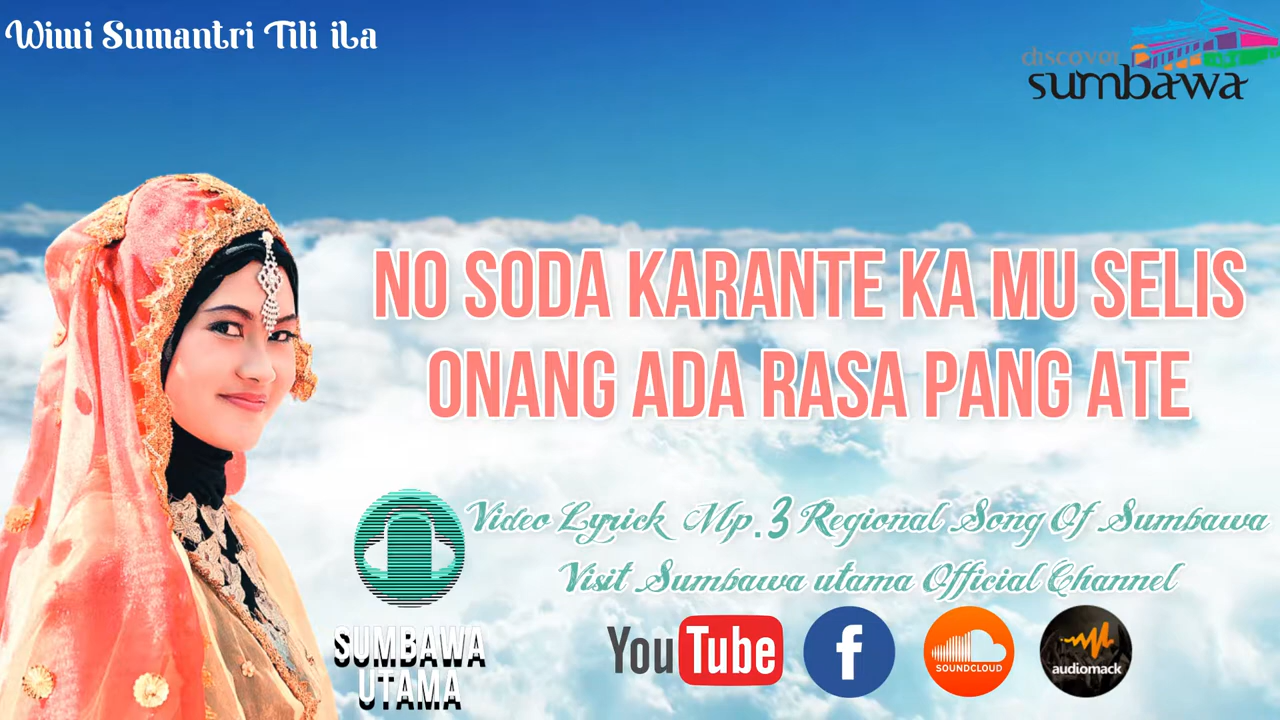 Wiwi Sumantri Tili ila
discover
sumbawa
NO SODA KARANTE KA MU SELIS
ONANG ADA RASA PANG ATE
Video Lyrick Mp.3 Regional Song Of Sumbawa
Visit Sumbawa utama Official Channel
SUMBAWA
UTAMA
YouTube
f
SOUNDCLOUD
audiomack